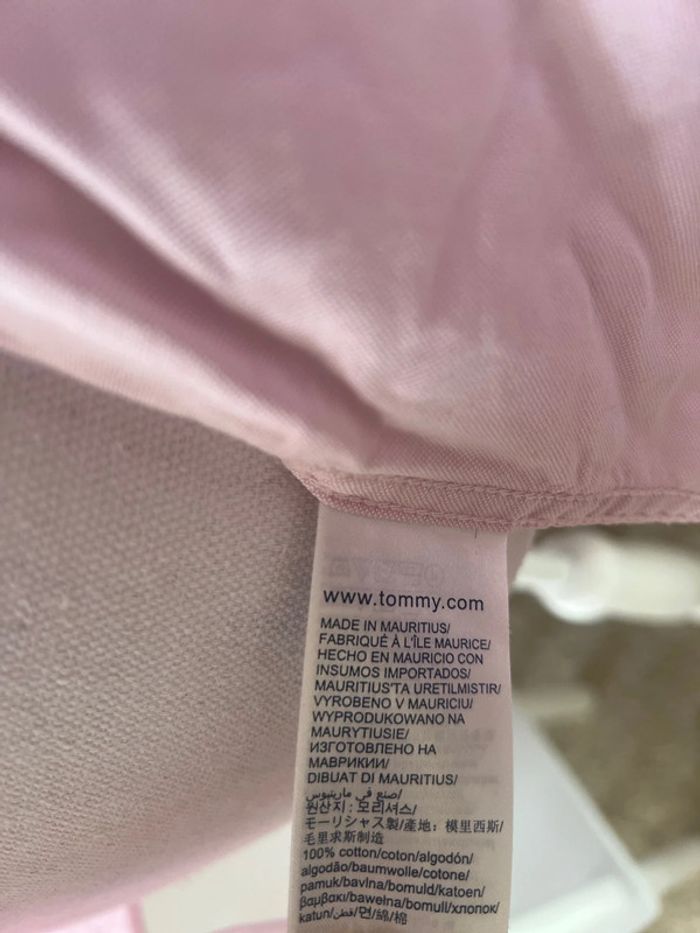 www.tommy.com
MADE IN MAURITIUS/
FABRIQUÉ À L'ÎLE MAURICE/
HECHO EN MAURICIO CON
INSUMOS IMPORTADOS/
MAURITIUS'TA URETILMISTIR/
VYROBENO V MAURICIU/
WYPRODUKOWANO NA
MAURYTIUSIE/
ИЗГОТОВЛЕНО НА
МАВРИКИИ/
DIBUAT DI MAURITIUS/
صنع في مارينيوس/
원산지 : 모리셔스/
モーリシャス製/產地: 模里西斯/
毛里求斯制造
100% cotton/coton/algodón/
algodão/baumwolle/cotone/
pamuk/bavlna/bomuld/katoen/
βαμβακι/bawełna/bomull/хлопок/
katun/قطن/면/綿/棉